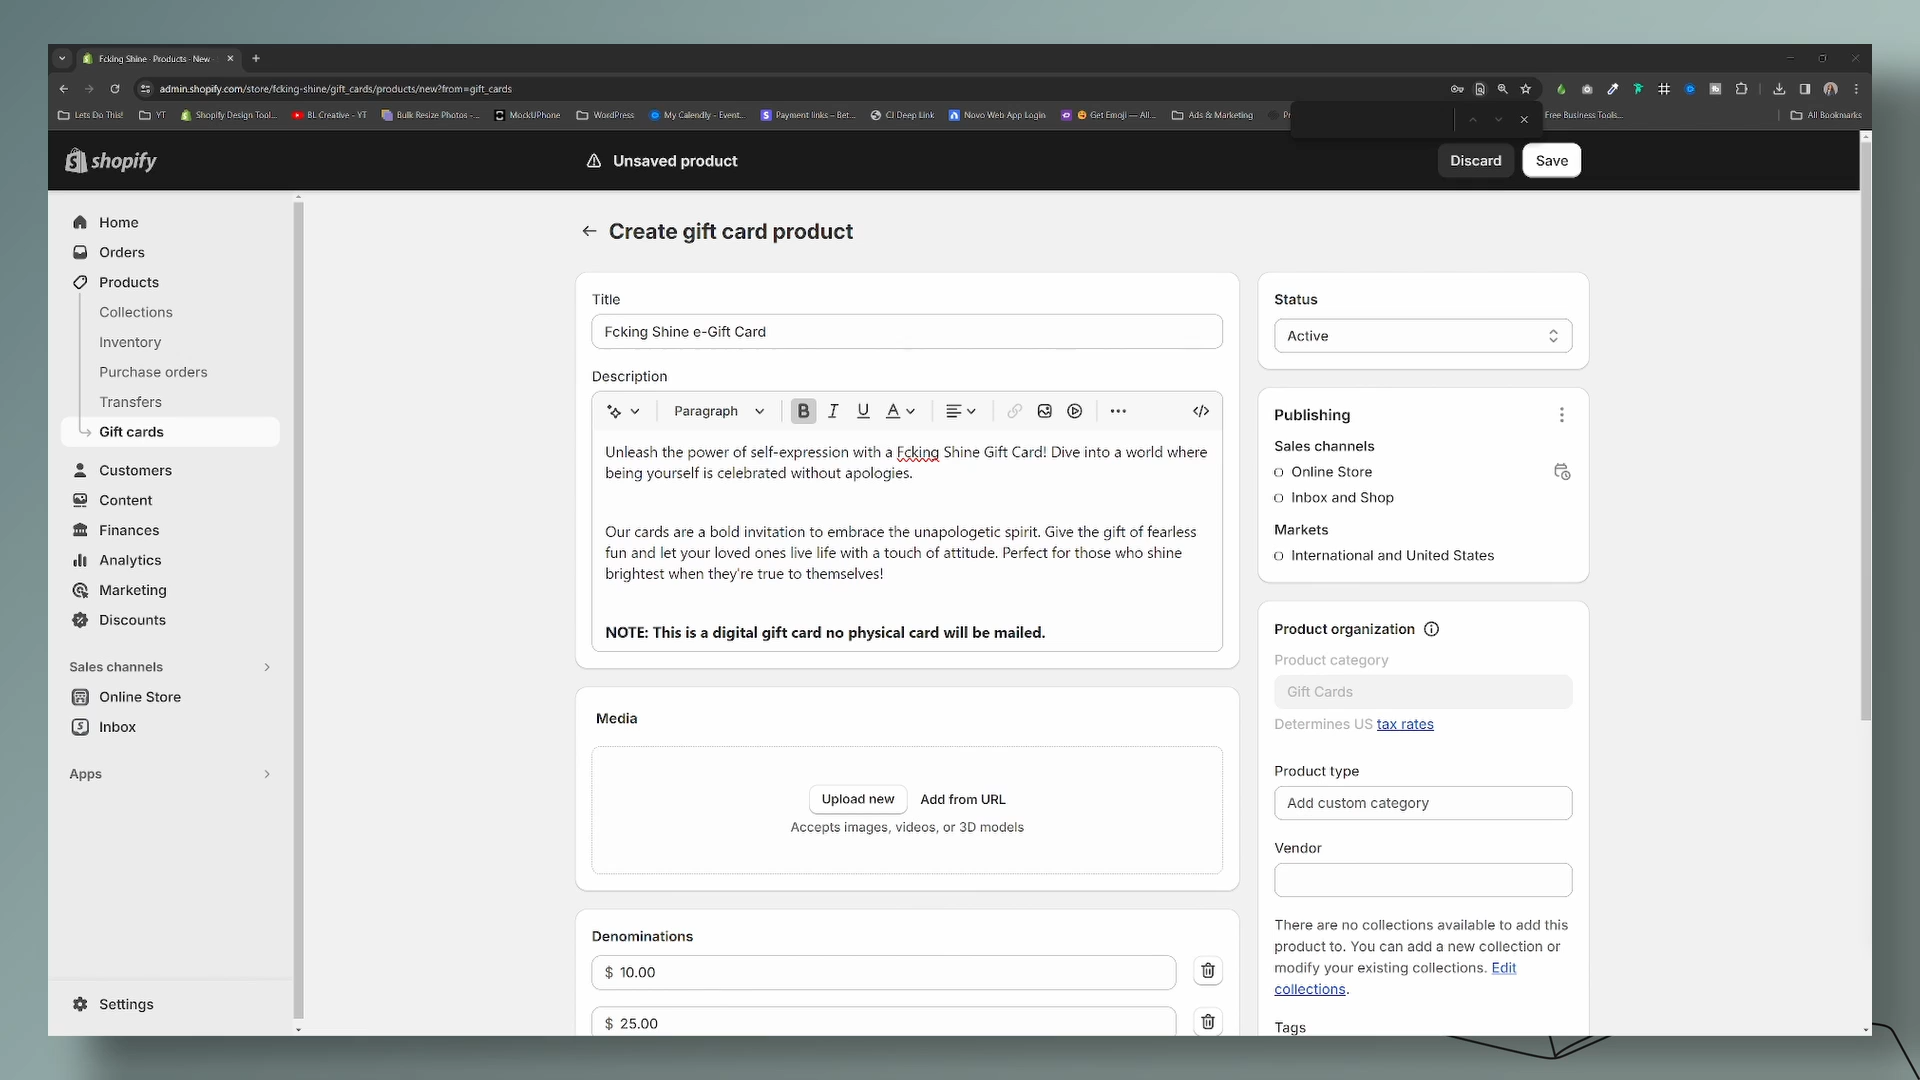 Fcking Shine · Products · New
admin.shopify.com/store/fcking-shine/gift_cards/products/new?from=gift_cards
Lets Do This!
YT
Shopify Design Tool...
BL Creative - YT
Bulk Resize Photos -...
MockUPhone
WordPress
My Calendly - Event...
Payment links – Bet...
CJ Deep Link
Novo Web App Login
Get Emoji — All...
Ads & Marketing
Free Business Tools...
All Bookmarks
shopify
Unsaved product
Discard
Save
Home
Orders
Products
Collections
Inventory
Purchase orders
Transfers
Gift cards
Customers
Content
Finances
Analytics
Marketing
Discounts
Sales channels
Online Store
Inbox
Apps
Settings
Create gift card product
Title
Fcking Shine e-Gift Card
Description
Paragraph
B I U A
Unleash the power of self-expression with a Fcking Shine Gift Card! Dive into a world where
being yourself is celebrated without apologies.
Our cards are a bold invitation to embrace the unapologetic spirit. Give the gift of fearless
fun and let your loved ones live life with a touch of attitude. Perfect for those who shine
brightest when they're true to themselves!
NOTE: This is a digital gift card no physical card will be mailed.
Media
Upload new
Add from URL
Accepts images, videos, or 3D models
Denominations
$ 10.00
$ 25.00
Status
Active
Publishing
Sales channels
Online Store
Inbox and Shop
Markets
International and United States
Product organization
Product category
Gift Cards
Determines US tax rates
Product type
Add custom category
Vendor
There are no collections available to add this
product to. You can add a new collection or
modify your existing collections. Edit
collections.
Tags